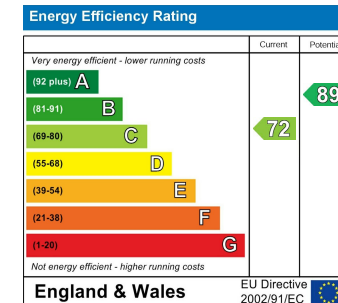 Energy Efficiency Rating
Current Potentia
Very energy efficient - lower running costs
(92 plus) A
(81-91) B
89
(69-80) C
72
(55-68) D
(39-54) E
(21-38) F
(1-20) G
Not energy efficient - higher running costs
England & Wales
EU Directive
2002/91/EC